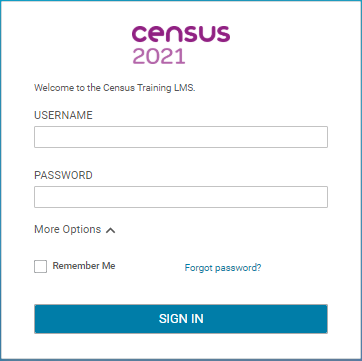 census
2021
Welcome to the Census Training LMS.
USERNAME
PASSWORD
More Options
Remember Me
Forgot password?
SIGN IN